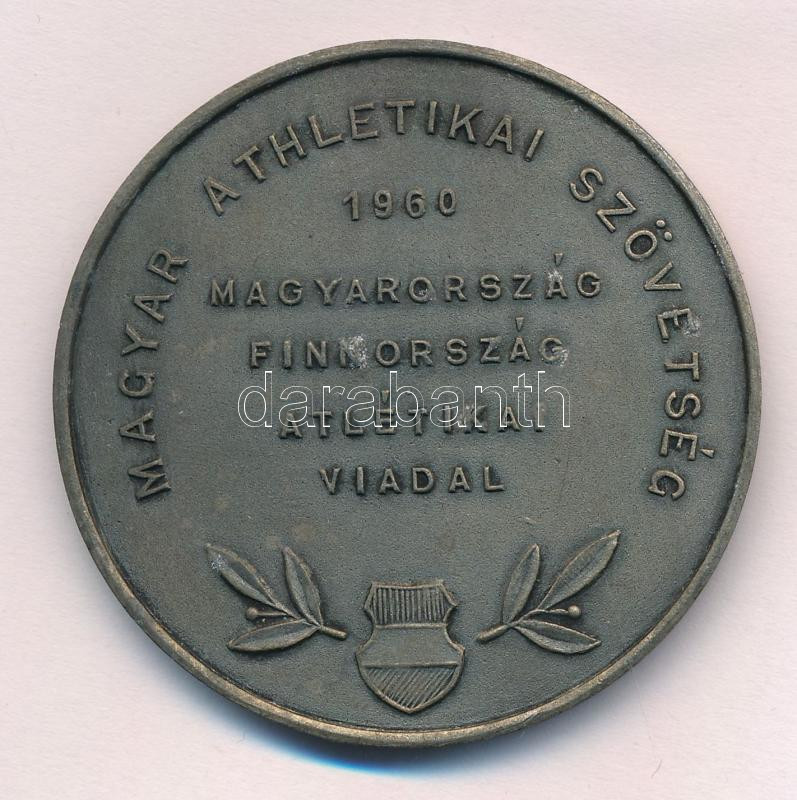 MAGYAR ATHLETIKAI SZÖVETSÉG
1960
MAGYARORSZÁG
FINNORSZÁG
ATLÉTIKAI
VIADAL
darabanth